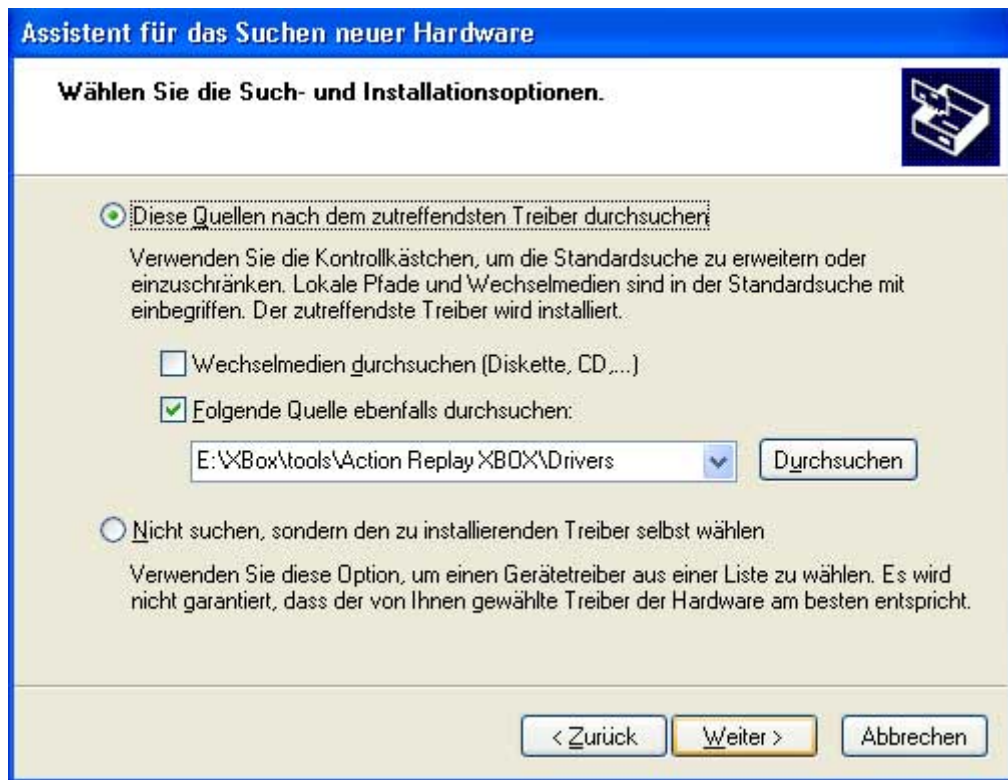 Assistent für das Suchen neuer Hardware
Wählen Sie die Such- und Installationsoptionen.
Diese Quellen nach dem zutreffendsten Treiber durchsuchen
Verwenden Sie die Kontrollkästchen, um die Standardsuche zu erweitern oder
einzuschränken. Lokale Pfade und Wechselmedien sind in der Standardsuche mit
einbegriffen. Der zutreffendste Treiber wird installiert.
Wechselmedien durchsuchen (Diskette, CD,...)
Folgende Quelle ebenfalls durchsuchen:
E:\XBox\tools\Action Replay XBOX\Drivers
Durchsuchen
Nicht suchen, sondern den zu installierenden Treiber selbst wählen
Verwenden Sie diese Option, um einen Gerätetreiber aus einer Liste zu wählen. Es wird
nicht garantiert, dass der von Ihnen gewählte Treiber der Hardware am besten entspricht.
< Zurück
Weiter >
Abbrechen